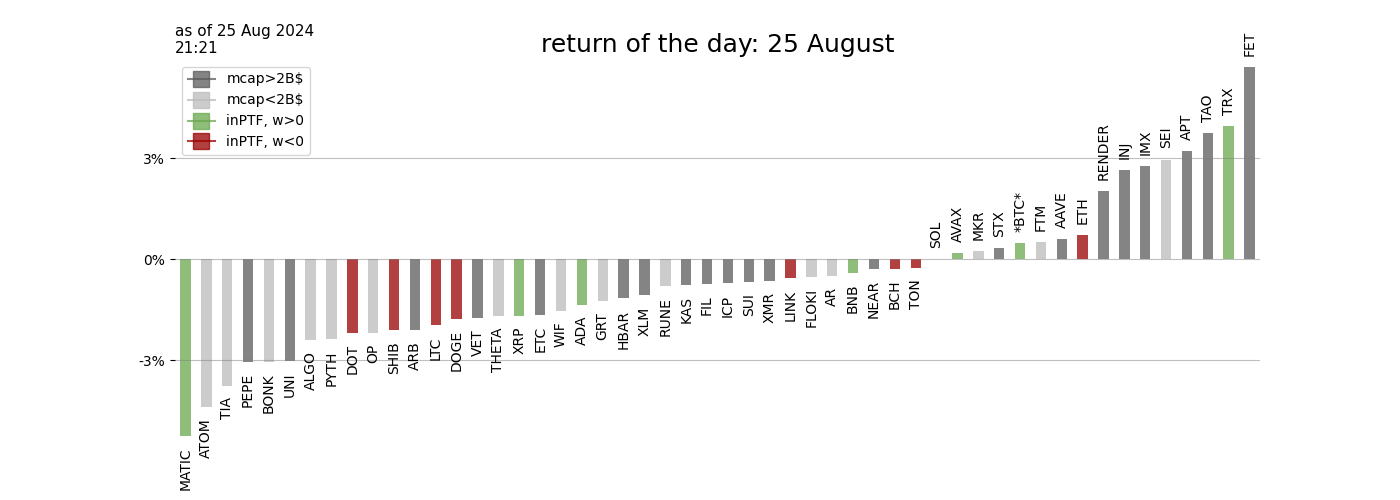 as of 25 Aug 2024
21:21
return of the day: 25 August
mcap>2B$
mcap<2B$
inPTF, w>0
inPTF, w<0
3%
0%
-3%
MATIC
ATOM
TIA
PEPE
BONK
UNI
ALGO
PYTH
DOT
OP
SHIB
ARB
LTC
DOGE
VET
THETA
XRP
ETC
WIF
ADA
GRT
HBAR
XLM
RUNE
KAS
FIL
ICP
SUI
XMR
LINK
FLOKI
AR
BNB
NEAR
BCH
TON
SOL
AVAX
MKR
STX
*BTC*
FTM
AAVE
ETH
RENDER
INJ
IMX
SEI
APT
TAO
TRX
FET